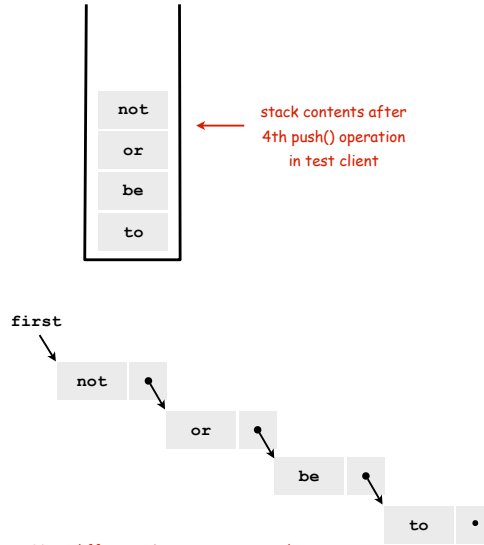 not
or
be
to
stack contents after
4th push() operation
in test client
first
not
or
be
to